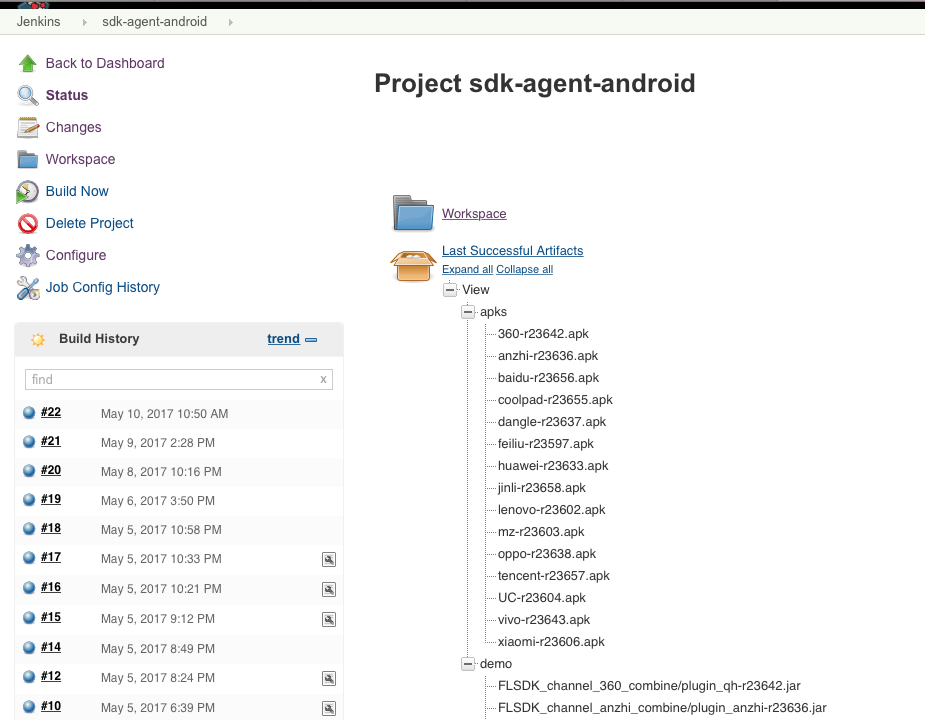 Jenkins sdk-agent-android
Back to Dashboard
Status
Changes
Workspace
Build Now
Delete Project
Configure
Job Config History
Build History trend
find x
#22 May 10, 2017 10:50 AM
#21 May 9, 2017 2:28 PM
#20 May 8, 2017 10:16 PM
#19 May 6, 2017 3:50 PM
#18 May 5, 2017 10:58 PM
#17 May 5, 2017 10:33 PM
#16 May 5, 2017 10:21 PM
#15 May 5, 2017 9:12 PM
#14 May 5, 2017 8:49 PM
#12 May 5, 2017 8:24 PM
#10 May 5, 2017 6:39 PM
Project sdk-agent-android
Workspace
Last Successful Artifacts
Expand all Collapse all
View
apks
360-r23642.apk
anzhi-r23636.apk
baidu-r23656.apk
coolpad-r23655.apk
dangle-r23637.apk
feiliu-r23597.apk
huawei-r23633.apk
jinli-r23658.apk
lenovo-r23602.apk
mz-r23603.apk
oppo-r23638.apk
tencent-r23657.apk
UC-r23604.apk
vivo-r23643.apk
xiaomi-r23606.apk
demo
FLSDK_channel_360_combine/plugin_qh-r23642.jar
FLSDK_channel_anzhi_combine/plugin_anzhi-r23636.jar